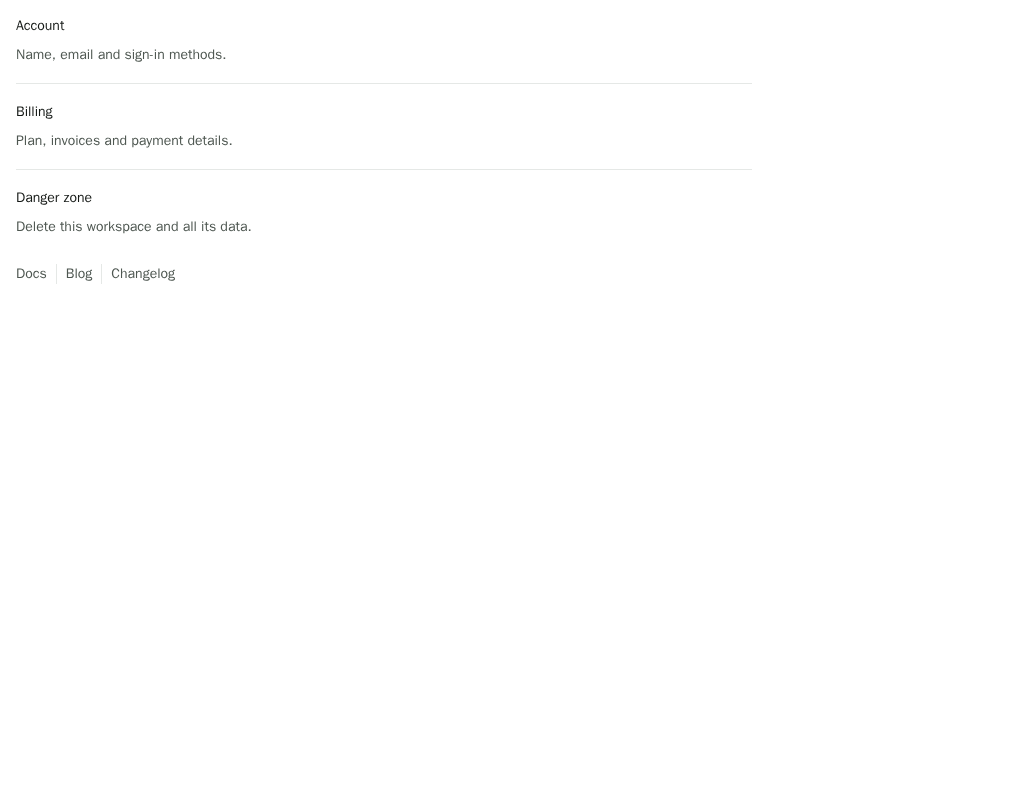 Account
Name, email and sign-in methods.
Billing
Plan, invoices and payment details.
Danger zone
Delete this workspace and all its data.
Docs
Blog
Changelog